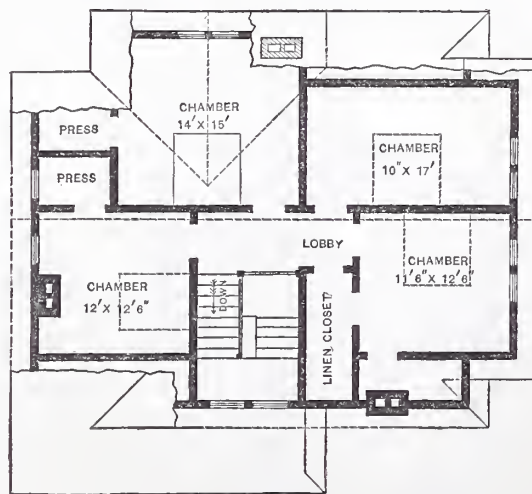 CHAMBER
14' X 15'
PRESS
PRESS
CHAMBER
10" X 17'
LOBBY
CHAMBER
11'6" X 12'6"
CHAMBER
12' X 12'6"
DOWN
LINEN CLOSET